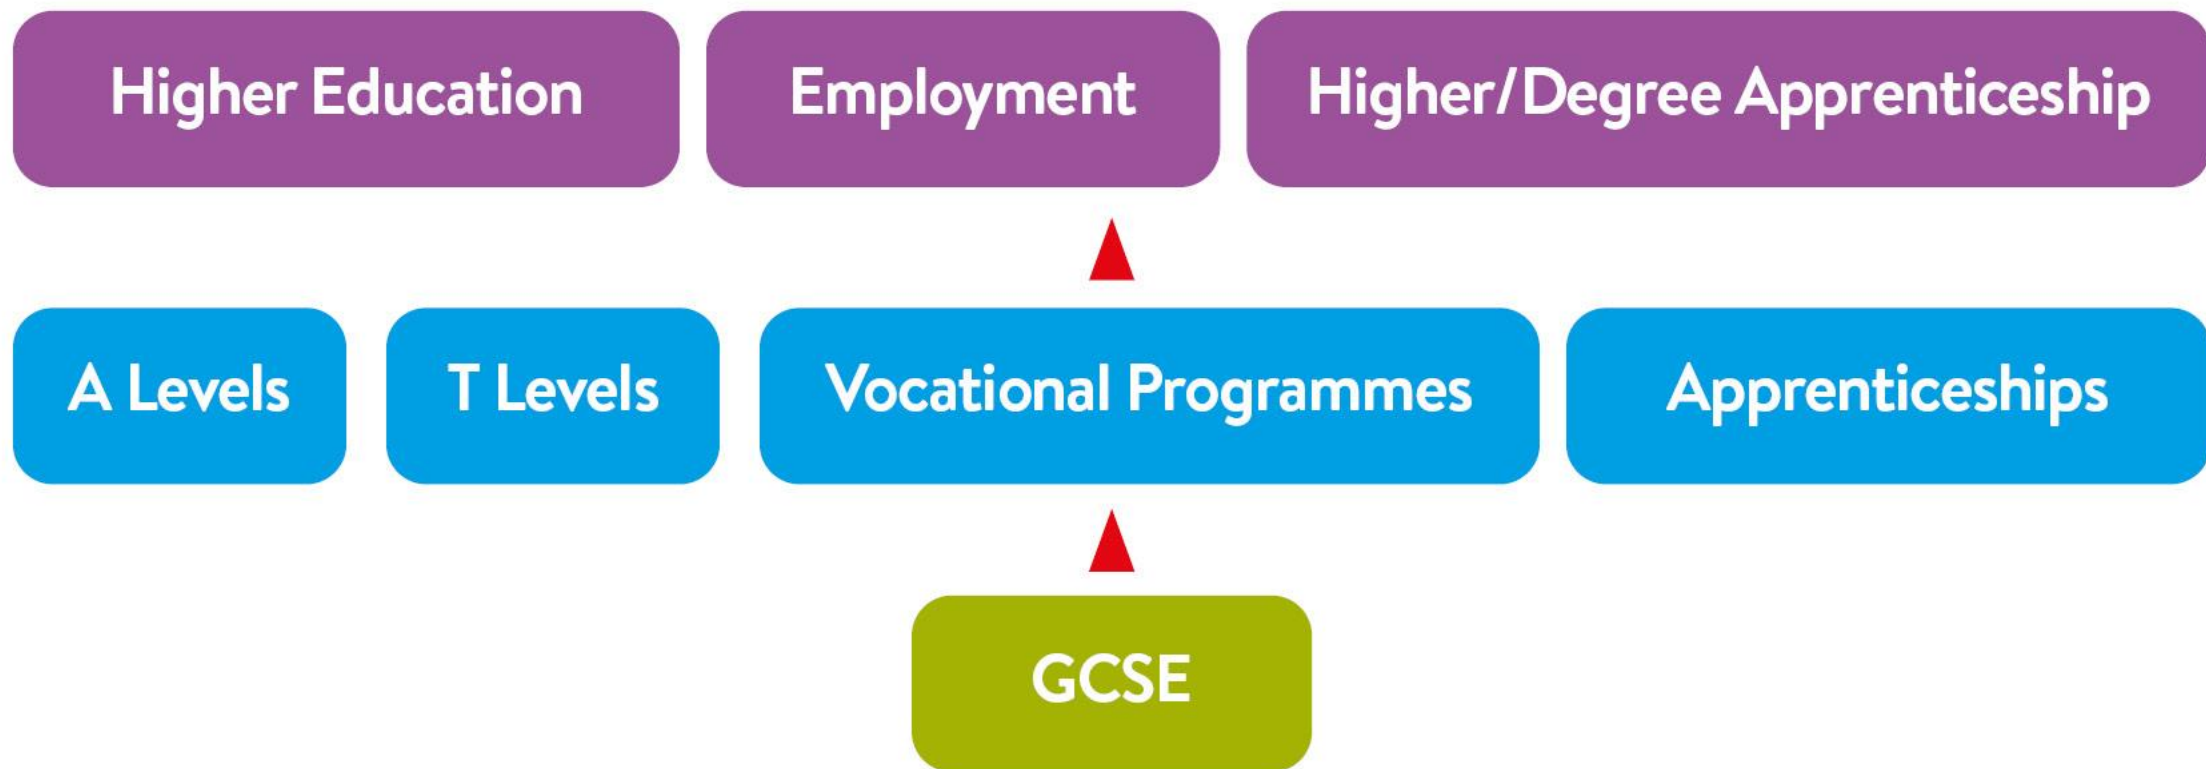 Higher Education
Employment
Higher/Degree Apprenticeship
A Levels
T Levels
Vocational Programmes
Apprenticeships
GCSE